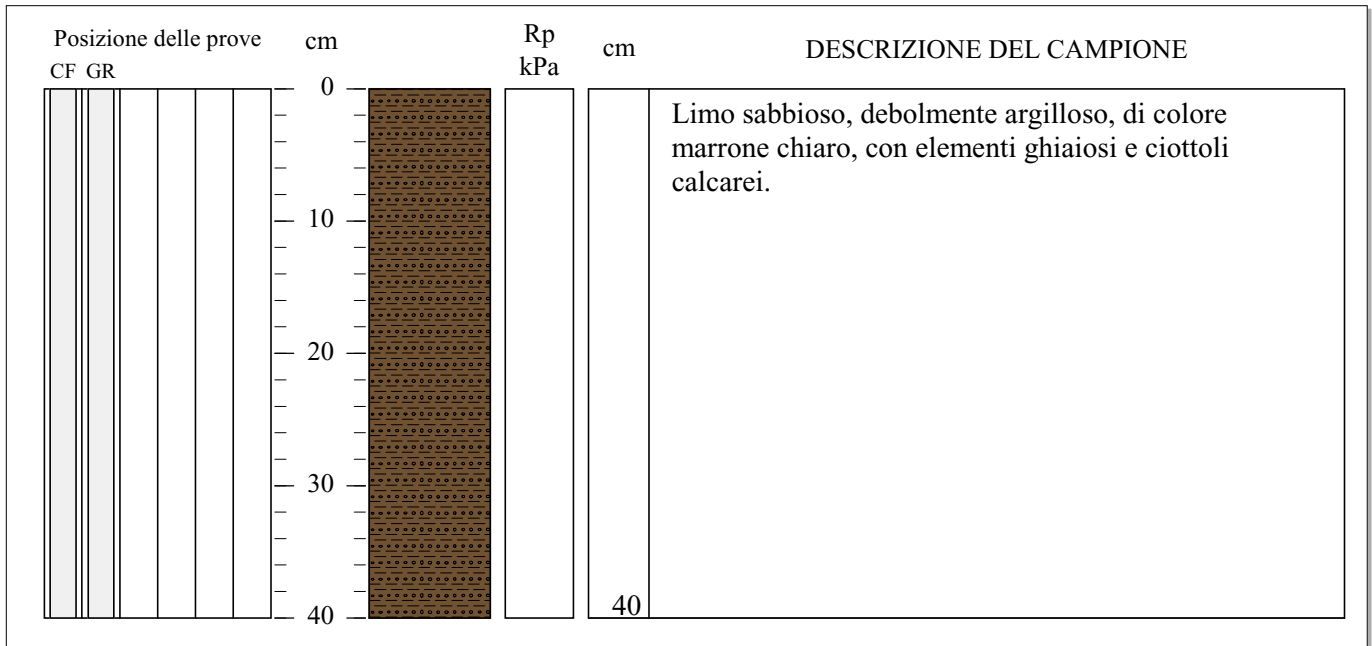 Posizione delle prove
CF GR
cm
Rp
kPa
cm
DESCRIZIONE DEL CAMPIONE
0
10
20
30
40
40
Limo sabbioso, debolmente argilloso, di colore
marrone chiaro, con elementi ghiaiosi e ciottoli
calcarei.